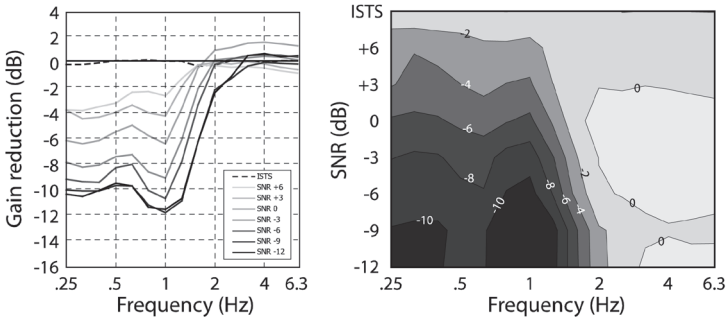 4
2
0
-2
-4
-6
-8
-10
-12
-14
-16
Gain reduction (dB)
.25 .5 1 2 4 6.3
Frequency (Hz)
ISTS
SNR +6
SNR +3
SNR 0
SNR -3
SNR -6
SNR -9
SNR -12
ISTS
+6
+3
0
-3
-6
-9
-12
SNR (dB)
-2
-4
-6
-8
-10
-10
-8
-6
-4
-2
0
0
0
.25 .5 1 2 4 6.3
Frequency (Hz)